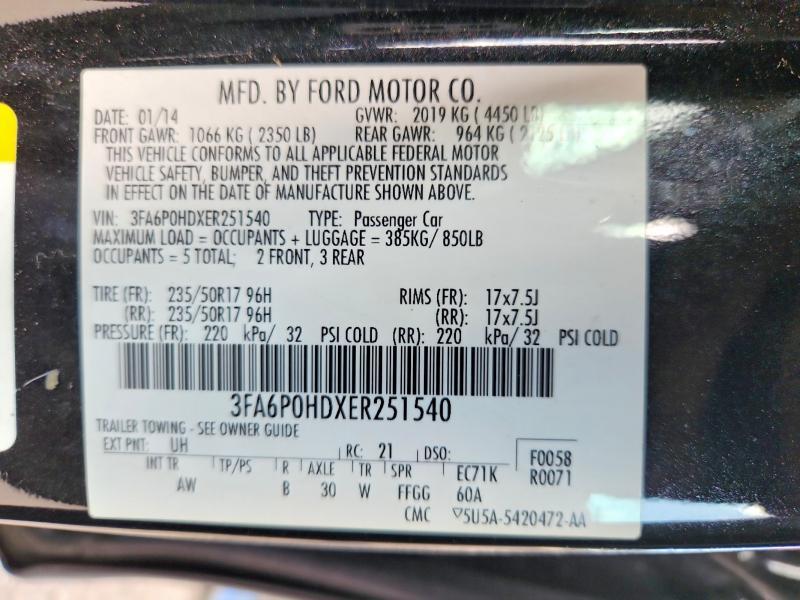 MFD. BY FORD MOTOR CO.
DATE: 01/14 GVWR: 2019 KG ( 4450 LB)
FRONT GAWR: 1066 KG ( 2350 LB) REAR GAWR: 964 KG ( 2125 LB)
THIS VEHICLE CONFORMS TO ALL APPLICABLE FEDERAL MOTOR
VEHICLE SAFETY, BUMPER, AND THEFT PREVENTION STANDARDS
IN EFFECT ON THE DATE OF MANUFACTURE SHOWN ABOVE.
VIN: 3FA6P0HDXER251540 TYPE: Passenger Car
MAXIMUM LOAD = OCCUPANTS + LUGGAGE = 385KG/ 850LB
OCCUPANTS = 5 TOTAL; 2 FRONT, 3 REAR
TIRE (FR): 235/50R17 96H RIMS (FR): 17x7.5J
(RR): 235/50R17 96H (RR): 17x7.5J
PRESSURE (FR): 220 kPa/ 32 PSI COLD (RR): 220 kPa/ 32 PSI COLD
3FA6P0HDXER251540
TRAILER TOWING - SEE OWNER GUIDE
EXT PNT: UH RC: 21 DSO: F0058
R0071
INT TR TP/PS R AXLE TR SPR EC71K
AW B 30 W FFGG 60A
CMC ▽5U5A-5420472-AA